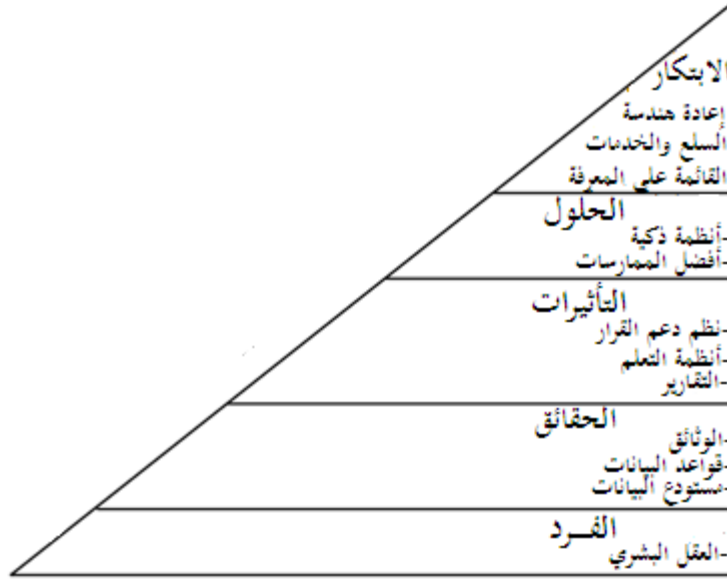 الابتكار
إعادة هندسة
السلع والخدمات
القائمة على المعرفة
الحلول
-أنظمة ذكية
-أفضل الممارسات
التأثيرات
-نظم دعم القرار
-أنظمة التعلم
-التقارير
الحقائق
-الوثائق
-قواعد البيانات
-مستودع البيانات
الفـــرد
-العقل البشري